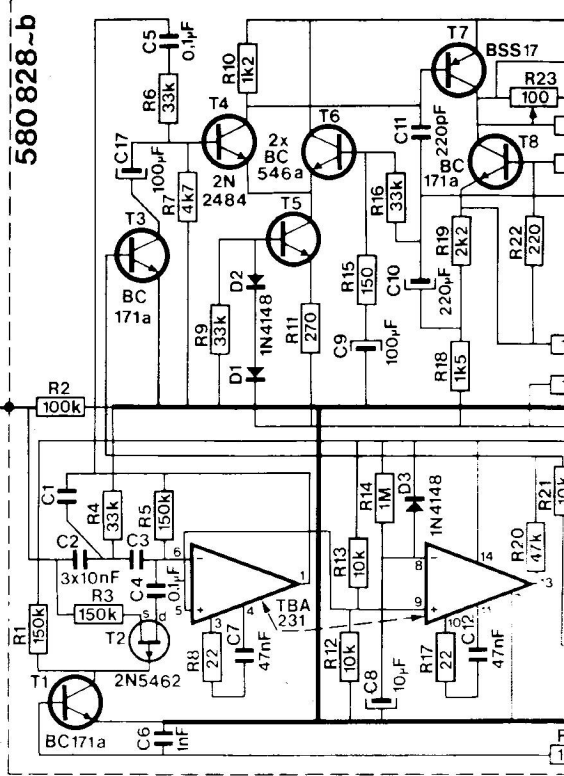 580 828-b
C5
0,1µF
R6
33k
R10
1k2
T4
2N
2484
C17
100µF
R7
4k7
T3
BC
171a
2x
BC
546a
T6
T5
R16
33k
C11
220pF
T7
BSS17
R23
100
T8
BC
171a
R19
2k2
R22
220
C10
220µF
R15
150
C9
100µF
R18
1k5
R9
33k
D2
1N4148
D1
R11
270
R2
100k
C1
R4
33k
R5
150k
C2
3x10nF
C3
C4
0,1µF
R3
150k
s
d
T2
2N5462
R1
150k
T1
BC171a
C6
1nF
6
5
−
+
1
3
4
R8
22
C7
47nF
TBA
231
R14
1M
D3
1N4148
R13
10k
R12
10k
C8
10µF
8
9
−
+
14
10
11
13
R17
22
C12
47nF
R20
47k
R21
10k